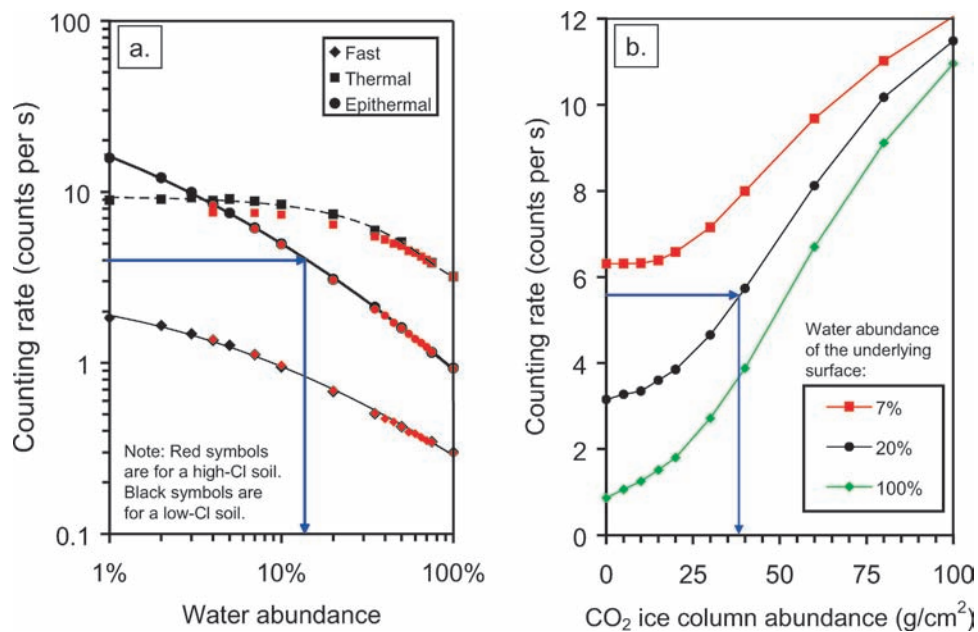 a.
Fast
Thermal
Epithermal
100
10
1
0.1
Counting rate (counts per s)
Note: Red symbols
are for a high-Cl soil.
Black symbols are
for a low-Cl soil.
1%
10%
100%
Water abundance
b.
12
10
8
6
4
2
0
Counting rate (counts per s)
Water abundance
of the underlying
surface:
7%
20%
100%
0
25
50
75
100
CO₂ ice column abundance (g/cm²)